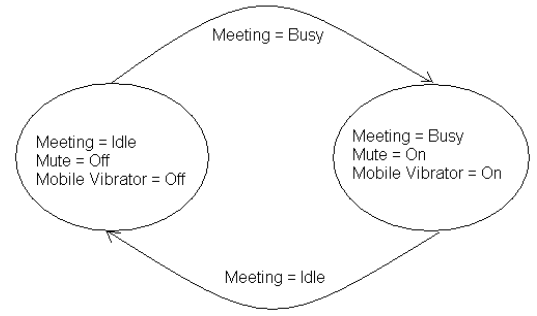 Meeting = Busy
Meeting = Idle
Mute = Off
Mobile Vibrator = Off
Meeting = Busy
Mute = On
Mobile Vibrator = On
Meeting = Idle